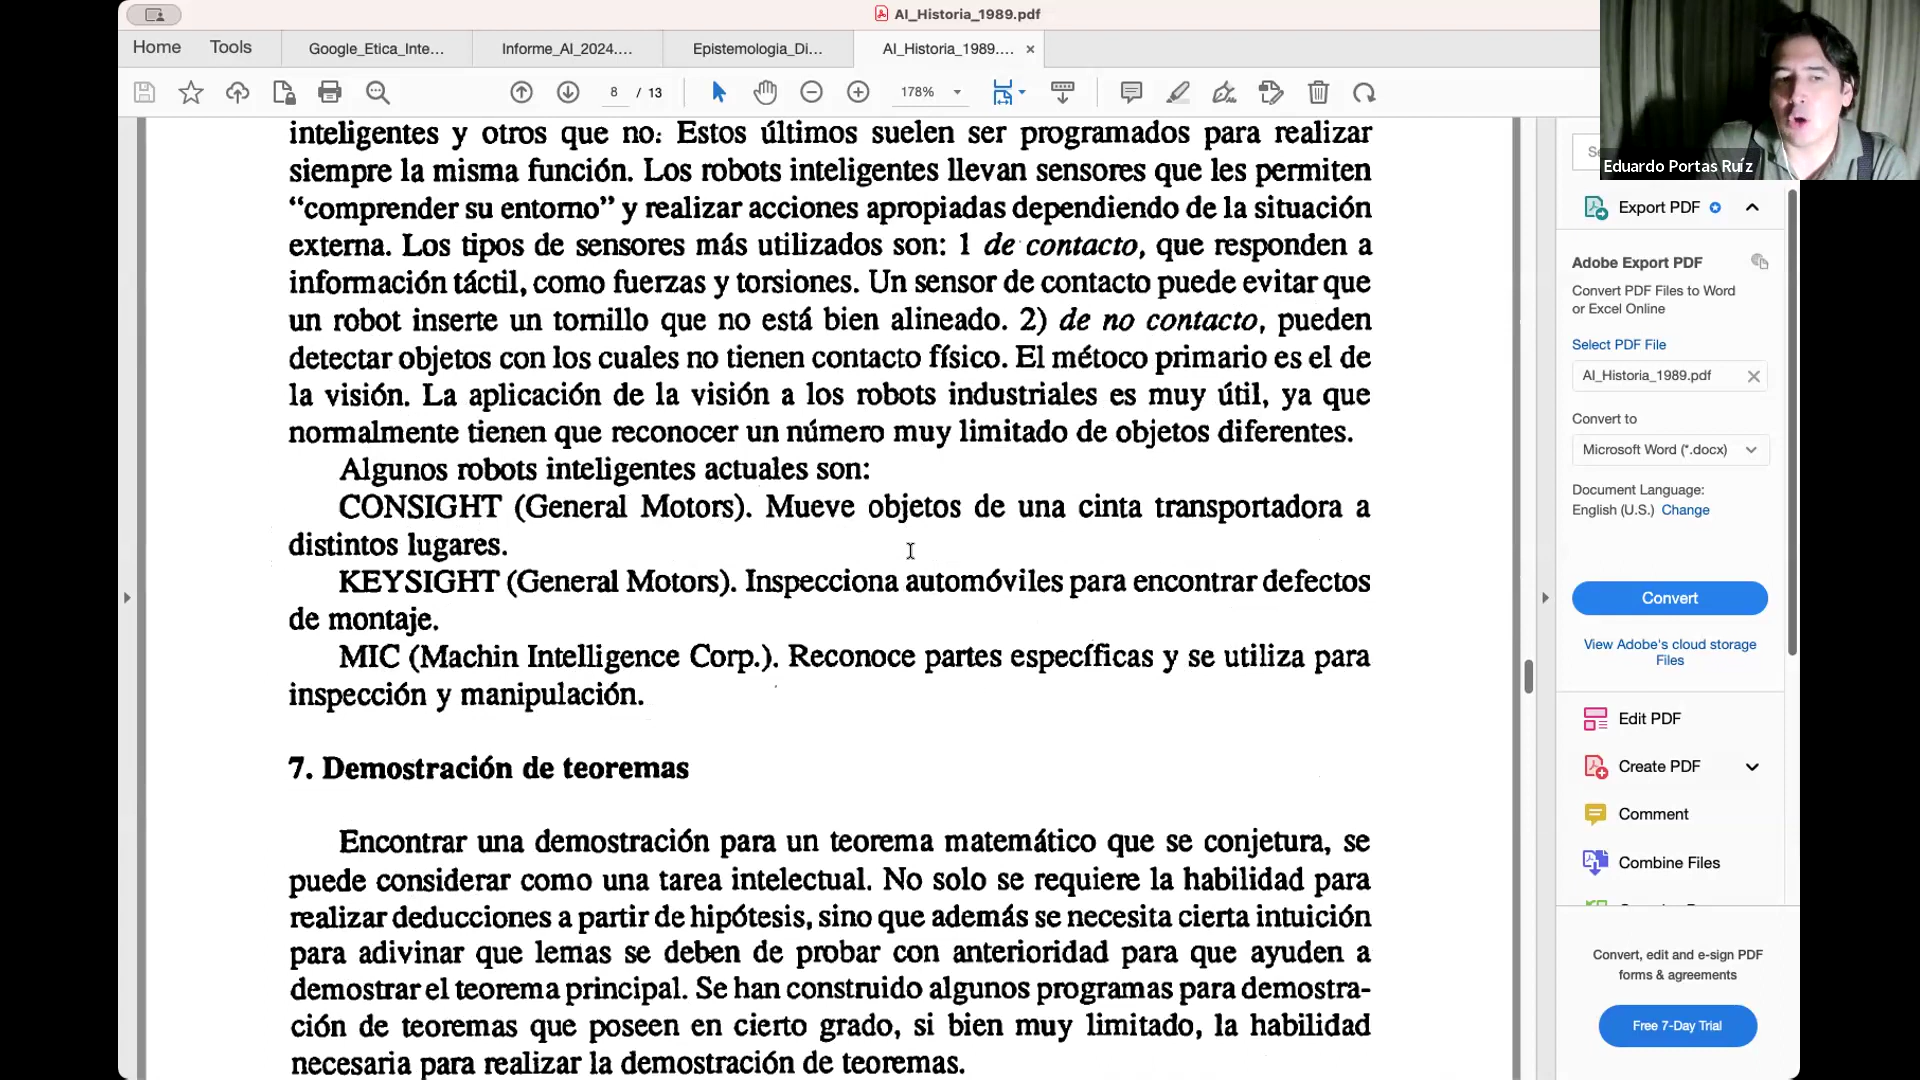 AI_Historia_1989.pdf
Home Tools Google_Etica_Inte... Informe_AI_2024.... Epistemologia_Di... AI_Historia_1989.... ×
8 / 13 178%
Eduardo Portas Ruíz
inteligentes y otros que no. Estos últimos suelen ser programados para realizar
siempre la misma función. Los robots inteligentes llevan sensores que les permiten
“comprender su entorno” y realizar acciones apropiadas dependiendo de la situación
externa. Los tipos de sensores más utilizados son: 1 de contacto, que responden a
información táctil, como fuerzas y torsiones. Un sensor de contacto puede evitar que
un robot inserte un tornillo que no está bien alineado. 2) de no contacto, pueden
detectar objetos con los cuales no tienen contacto físico. El métoco primario es el de
la visión. La aplicación de la visión a los robots industriales es muy útil, ya que
normalmente tienen que reconocer un número muy limitado de objetos diferentes.
Algunos robots inteligentes actuales son:
CONSIGHT (General Motors). Mueve objetos de una cinta transportadora a
distintos lugares.
KEYSIGHT (General Motors). Inspecciona automóviles para encontrar defectos
de montaje.
MIC (Machin Intelligence Corp.). Reconoce partes específicas y se utiliza para
inspección y manipulación.
7. Demostración de teoremas
Encontrar una demostración para un teorema matemático que se conjetura, se
puede considerar como una tarea intelectual. No solo se requiere la habilidad para
realizar deducciones a partir de hipótesis, sino que además se necesita cierta intuición
para adivinar que lemas se deben de probar con anterioridad para que ayuden a
demostrar el teorema principal. Se han construido algunos programas para demostra-
ción de teoremas que poseen en cierto grado, si bien muy limitado, la habilidad
necesaria para realizar la demostración de teoremas.
Export PDF
Adobe Export PDF
Convert PDF Files to Word
or Excel Online
Select PDF File
AI_Historia_1989.pdf
Convert to
Microsoft Word (*.docx)
Document Language:
English (U.S.) Change
Convert
View Adobe's cloud storage
Files
Edit PDF
Create PDF
Comment
Combine Files
Convert, edit and e-sign PDF
forms & agreements
Free 7-Day Trial